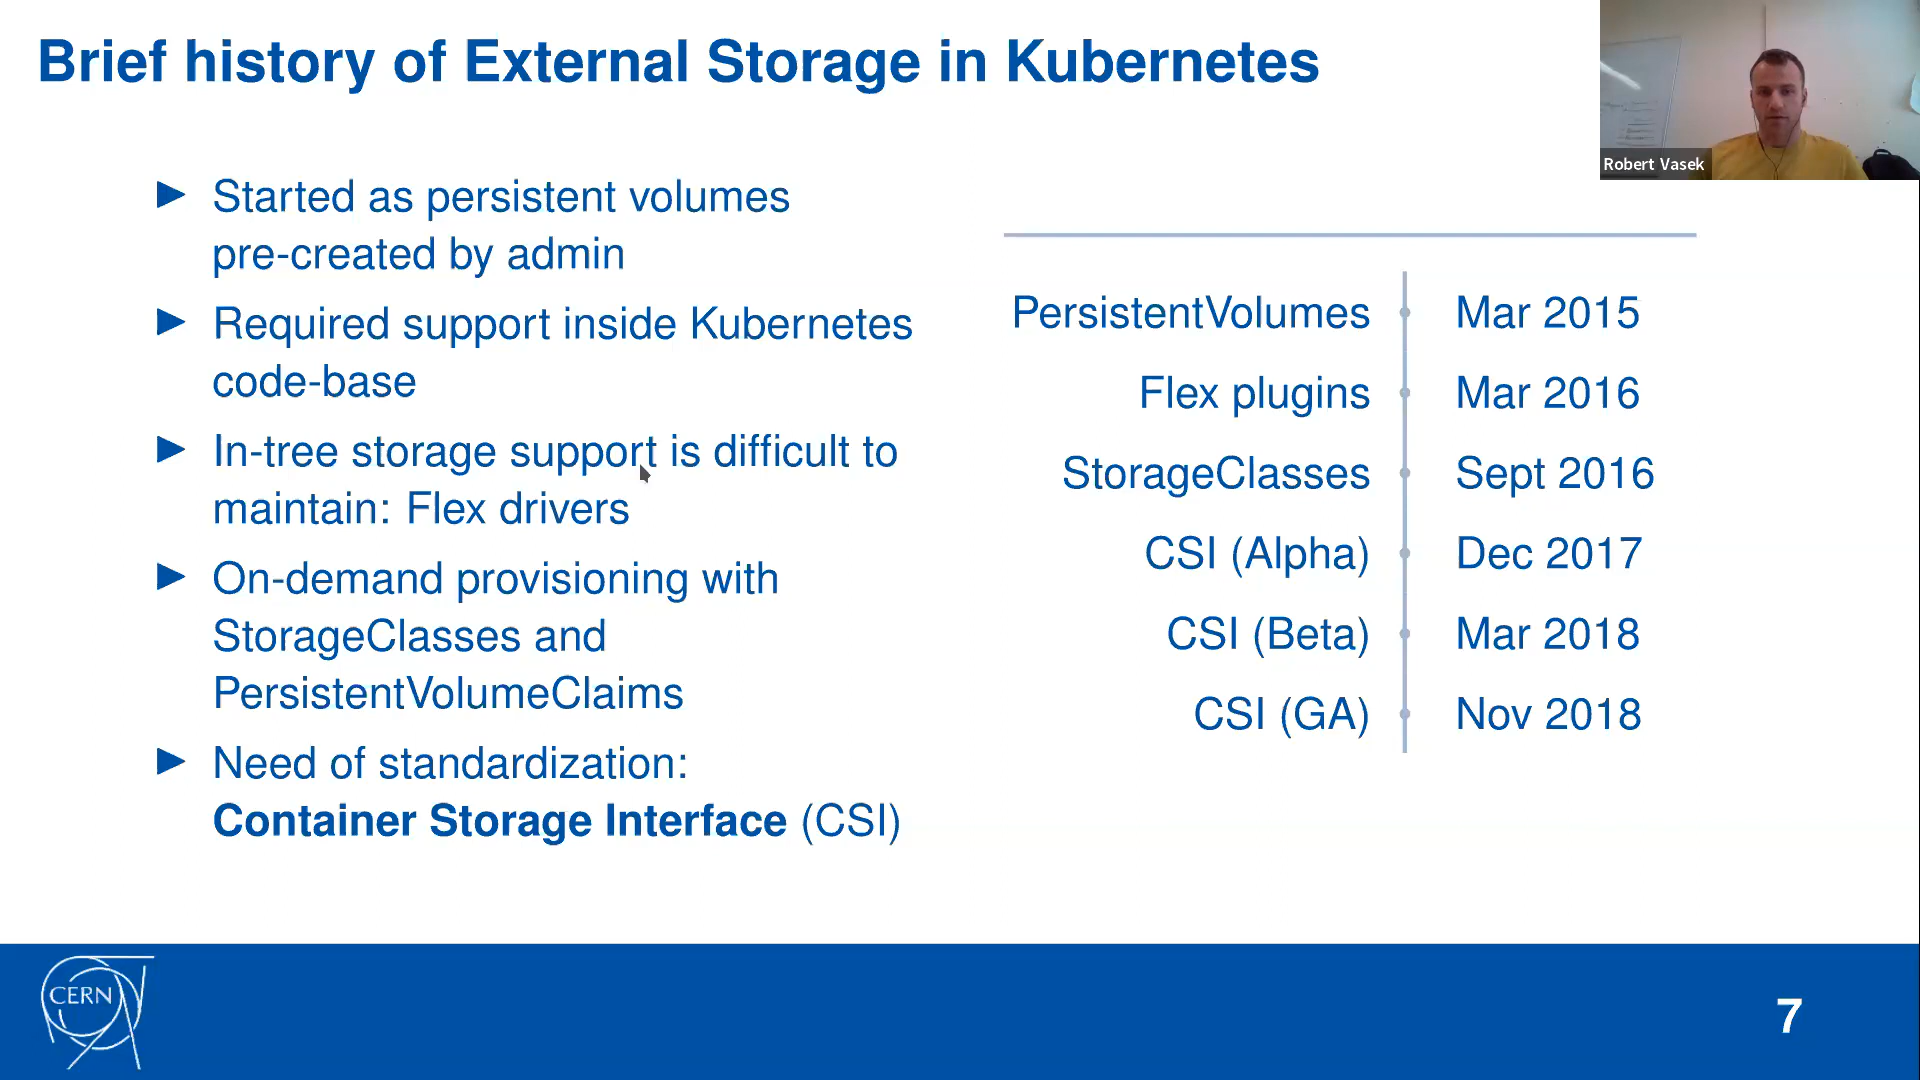 Brief history of External Storage in Kubernetes
Robert Vasek
► Started as persistent volumes
pre-created by admin
► Required support inside Kubernetes
code-base
► In-tree storage support is difficult to
maintain: Flex drivers
► On-demand provisioning with
StorageClasses and
PersistentVolumeClaims
► Need of standardization:
Container Storage Interface (CSI)
PersistentVolumes Mar 2015
Flex plugins Mar 2016
StorageClasses Sept 2016
CSI (Alpha) Dec 2017
CSI (Beta) Mar 2018
CSI (GA) Nov 2018
CERN
7